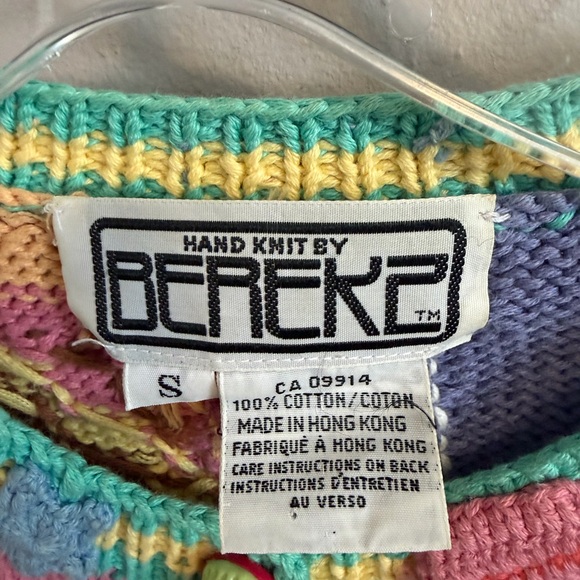 HAND KNIT BY
BEREK2
TM
S
CA 09914
100% COTTON/COTON
MADE IN HONG KONG
FABRIQUÉ À HONG KONG
CARE INSTRUCTIONS ON BACK
INSTRUCTIONS D'ENTRETIEN
AU VERSO